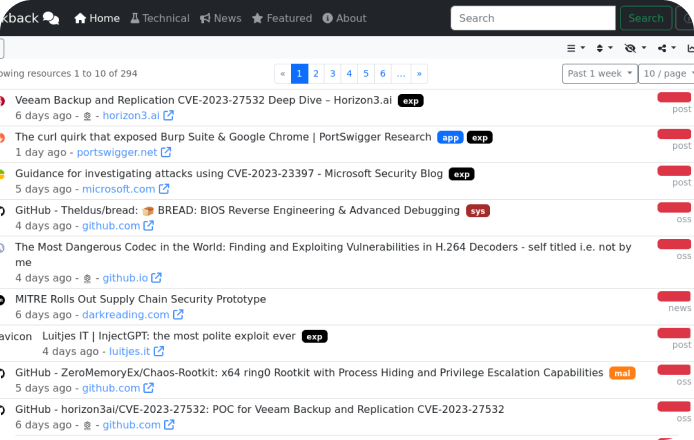 kback Home Technical News Featured About Search Search
owing resources 1 to 10 of 294 « 1 2 3 4 5 6 ... » Past 1 week 10 / page
Veeam Backup and Replication CVE-2023-27532 Deep Dive – Horizon3.ai exp
6 days ago - horizon3.ai post
The curl quirk that exposed Burp Suite & Google Chrome | PortSwigger Research app exp
1 day ago - portswigger.net post
Guidance for investigating attacks using CVE-2023-23397 - Microsoft Security Blog exp
5 days ago - microsoft.com post
GitHub - Theldus/bread: 🍞 BREAD: BIOS Reverse Engineering & Advanced Debugging sys
4 days ago - github.com oss
The Most Dangerous Codec in the World: Finding and Exploiting Vulnerabilities in H.264 Decoders - self titled i.e. not by
me oss
4 days ago - github.io
MITRE Rolls Out Supply Chain Security Prototype
6 days ago - darkreading.com news
avicon Luitjes IT | InjectGPT: the most polite exploit ever exp
4 days ago - luitjes.it post
GitHub - ZeroMemoryEx/Chaos-Rootkit: x64 ring0 Rootkit with Process Hiding and Privilege Escalation Capabilities mal
5 days ago - github.com oss
GitHub - horizon3ai/CVE-2023-27532: POC for Veeam Backup and Replication CVE-2023-27532
6 days ago - github.com oss